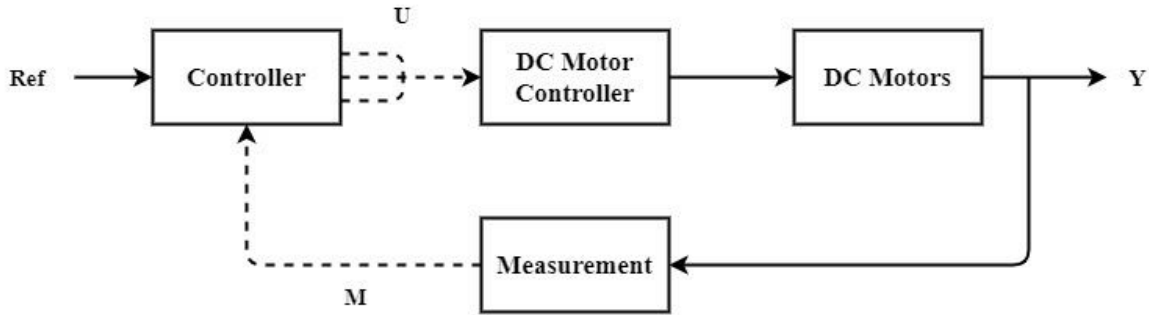 U
Ref
Controller
DC Motor
Controller
DC Motors
Y
Measurement
M